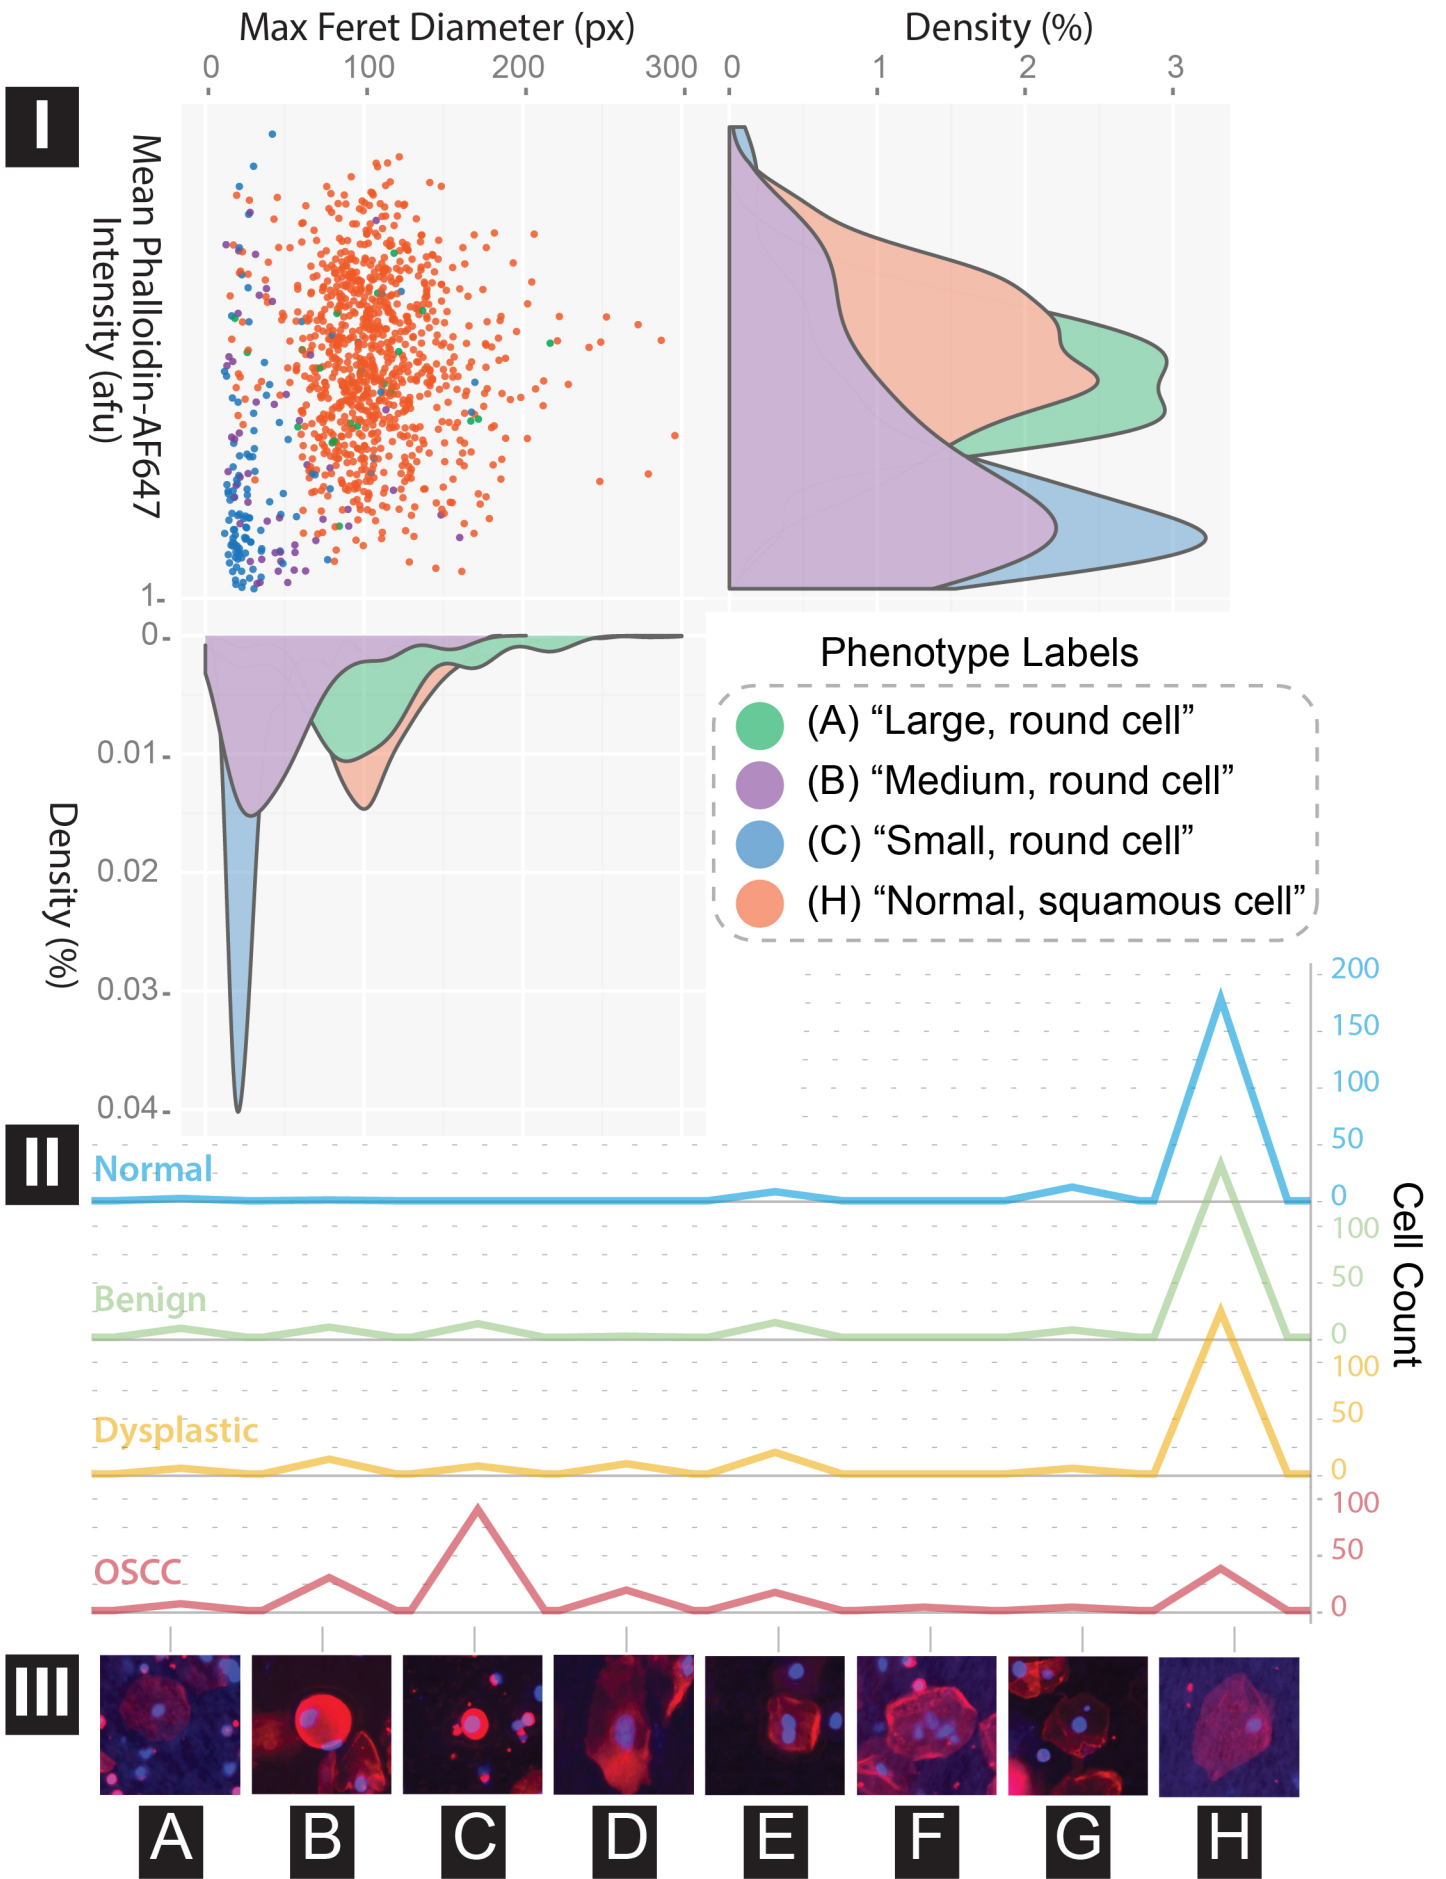 Max Feret Diameter (px)
Density (%)
0 100 200 300
0 1 2 3
I
Mean Phalloidin-AF647
Intensity (afu)
1-
0-
0.01-
0.02
0.03-
0.04-
Density (%)
Phenotype Labels
(A) “Large, round cell”
(B) “Medium, round cell”
(C) “Small, round cell”
(H) “Normal, squamous cell”
II
Normal
200
150
100
50
0
Benign
100
50
0
Dysplastic
100
50
0
OSCC
100
50
0
Cell Count
III
A B C D E F G H